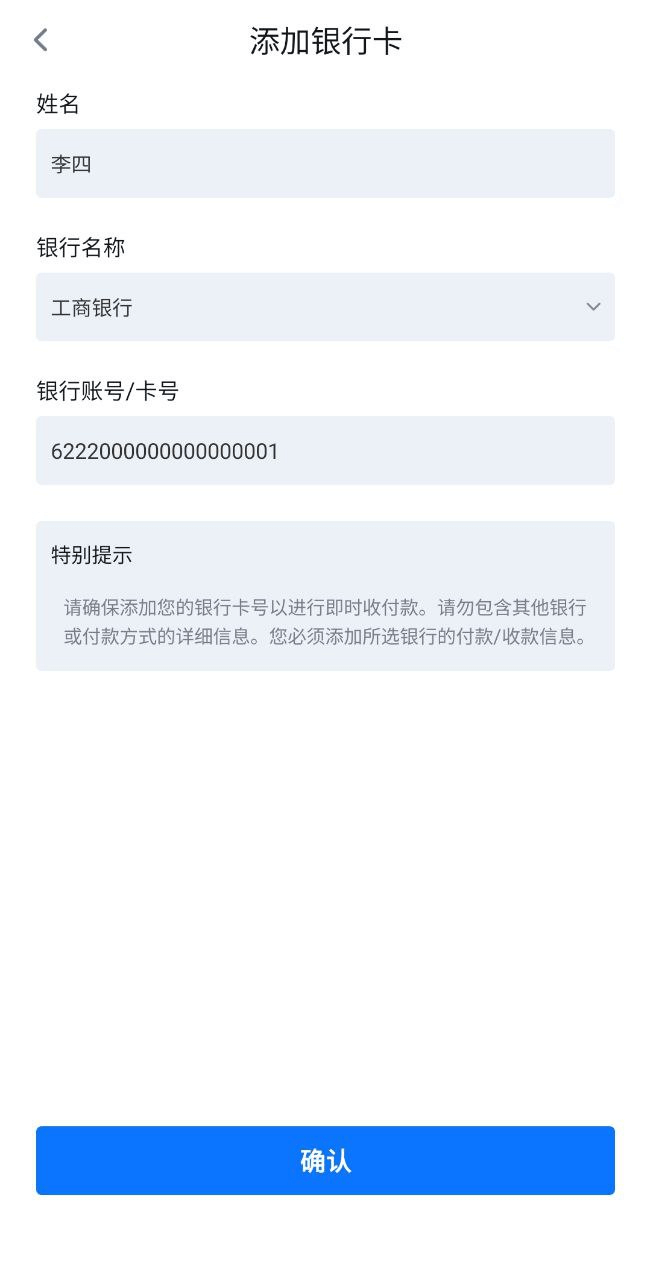 添加银行卡
姓名
李四
银行名称
工商银行
银行账号/卡号
6222000000000000001
特别提示
请确保添加您的银行卡号以进行即时收付款。请勿包含其他银行
或付款方式的详细信息。您必须添加所选银行的付款/收款信息。
确认